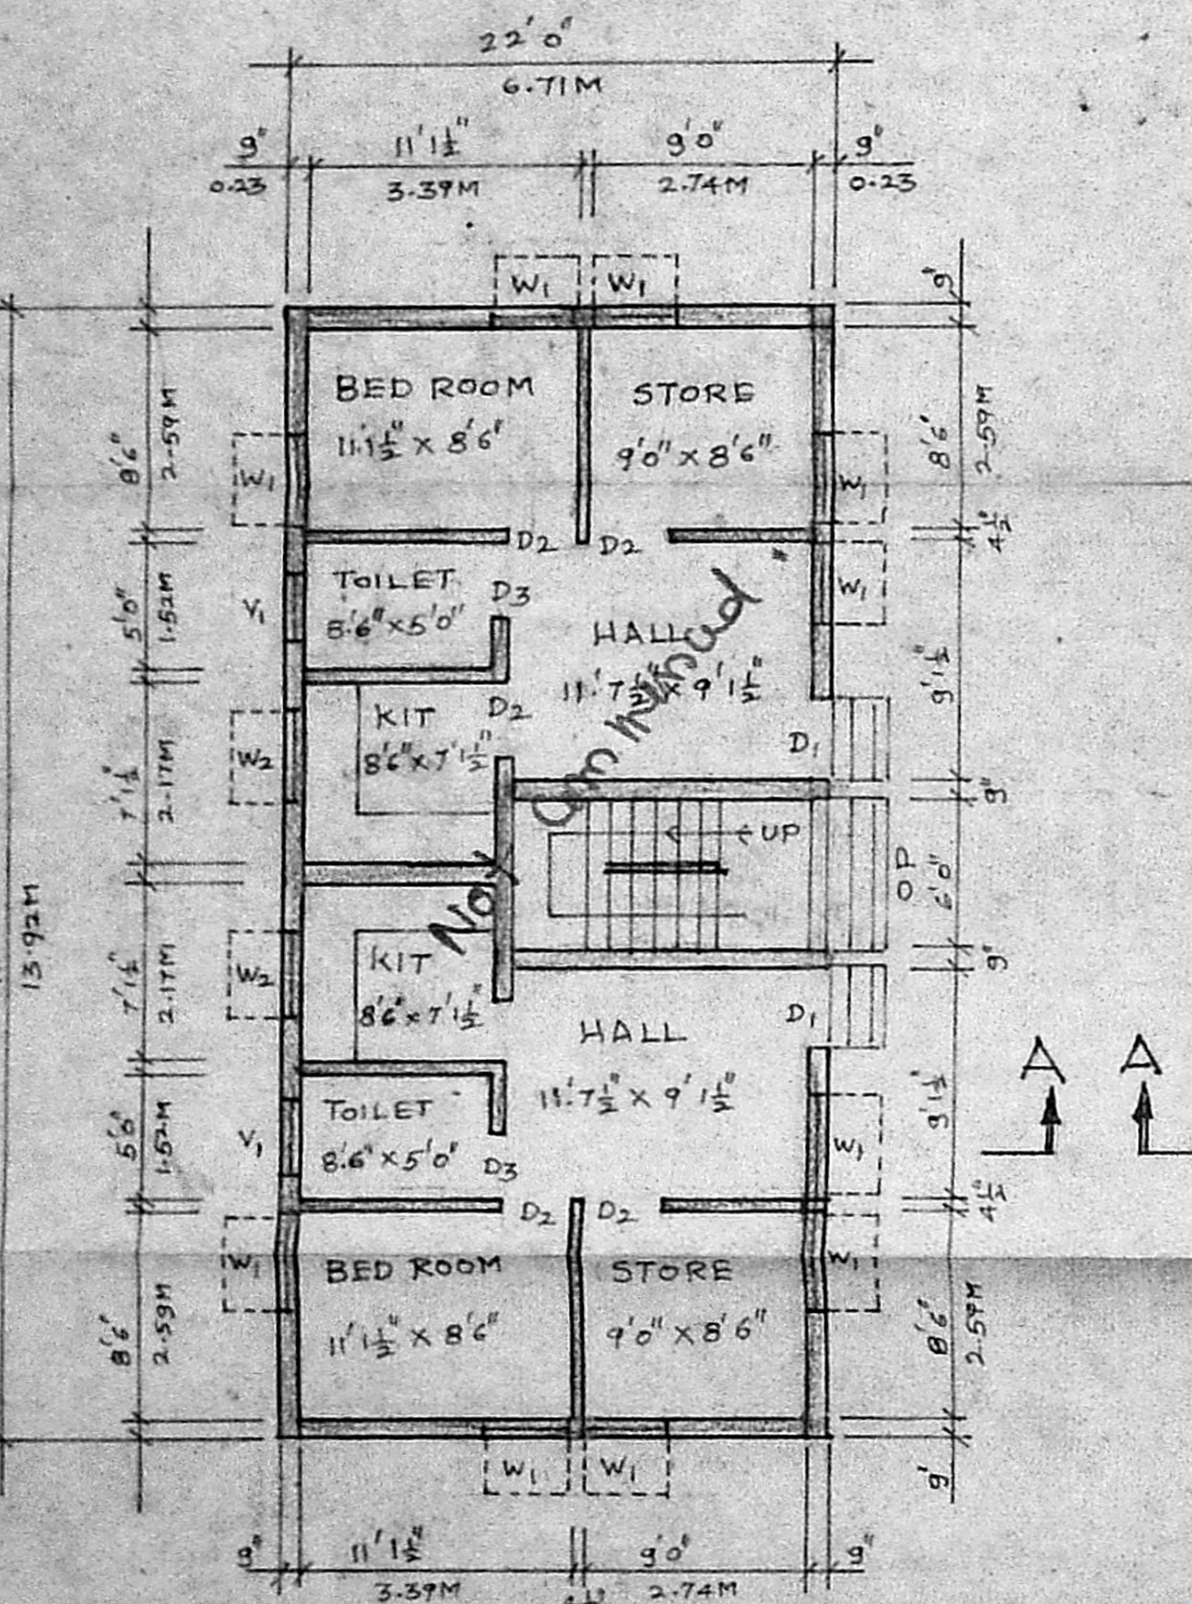 22'0"
6.71M
9" 11'1½" 9'0" 9"
0.23 3.39M 2.74M 0.23
W1 W1
9'
BED ROOM STORE
11'1½" x 8'6" 9'0" x 8'6"
8'6" 2.59M W1 W1 8'6" 2.59M
D2 D2 4½"
TOILET D3 W1
8'6" x 5'0"
5'0" 1.52M V1
HALL
11'7½" x 9'1½" 9'1½"
KIT D2
8'6" x 7'1½"
7'1½" 2.17M W2 D1
9"
UP
OP 6'0"
13.92M
9"
KIT
8'6" x 7'1½"
7'1½" 2.17M W2 D1
HALL
11'7½" x 9'1½" 9'1½"
A A
TOILET
8'6" x 5'0" D3
5'0" 1.52M V1 W1
D2 D2 4½"
BED ROOM STORE
11'1½" x 8'6" 9'0" x 8'6"
8'6" 2.59M W1 W1 8'6" 2.59M
W1 W1
9'
9" 11'1½" 9'0" 9"
3.39M 2.74M